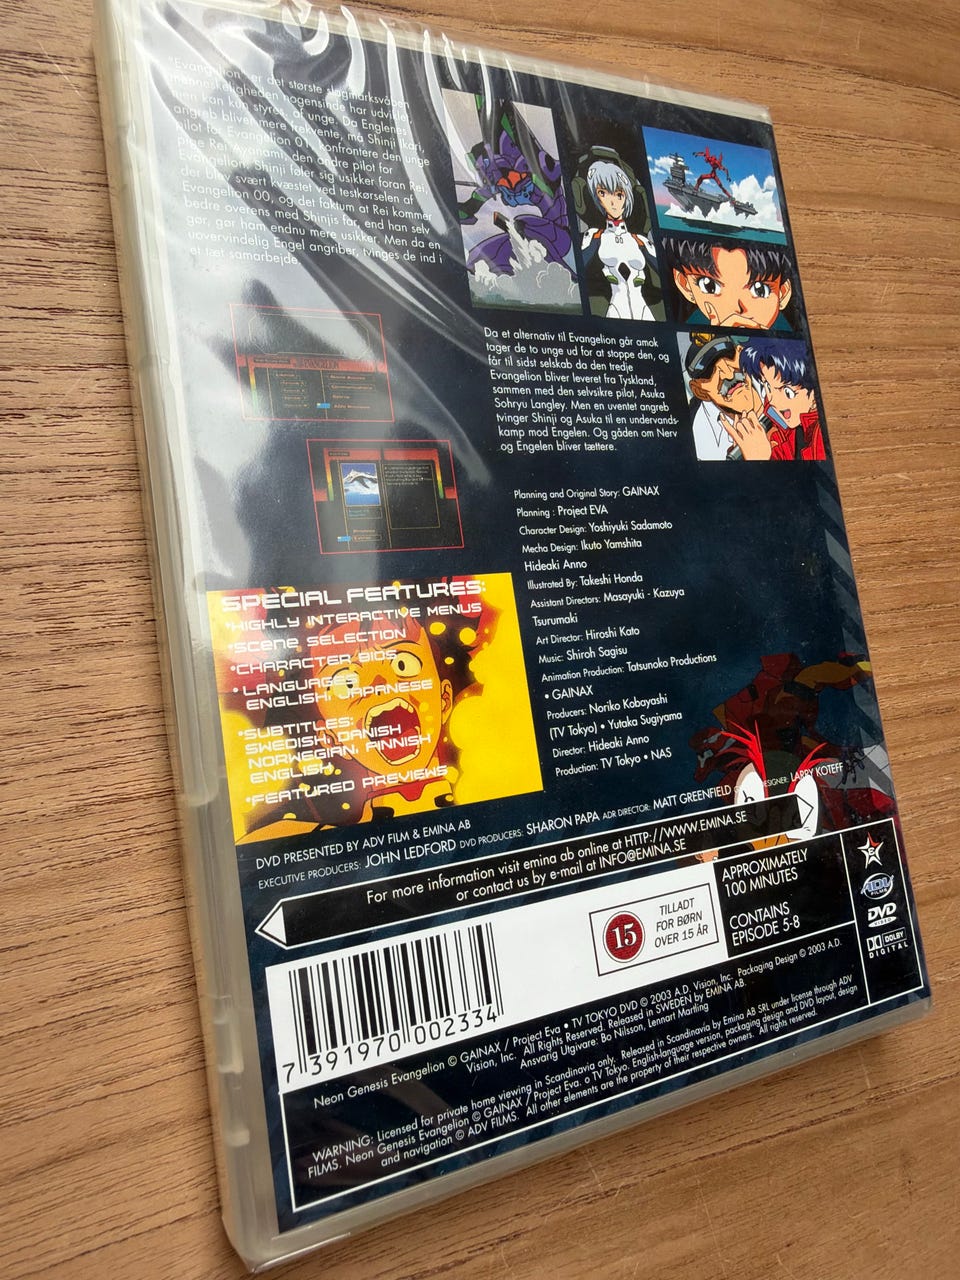 "Evangelion" er det største slagmarksvåben
menneskeligheden nogensinde har udviklet,
men kan kun styres af unge. Da Englenes
angreb bliver mere frekvente, må Shinji Ikari,
pilot for Evangelion 01, konfrontere den unge
pige Rei Ayanami, den andre pilot for
Evangelion. Shinji føler sig usikker foran Rei,
der blev svært kvæstet ved testkørselen af
Evangelion 00, og det faktum at Rei kommer
bedre overens med Shinjis far, end han selv
gør, gør ham endnu mere usikker. Men da en
uovervindelig Engel angriber, tvinges de ind i
et tæt samarbejde.
Da et alternativ til Evangelion går amok
tager de to unge ud for at stoppe den, og
får til sidst selskab da den tredje
Evangelion bliver leveret fra Tyskland,
sammen med den selvsikre pilot, Asuka
Sohryu Langley. Men en uventet angreb
tvinger Shinji og Asuka til en undervands-
kamp mod Engelen. Og gåden om Nerv
og Engelen bliver tættere.
Planning and Original Story: GAINAX
Planning : Project EVA
Character Design: Yoshiyuki Sadamoto
Mecha Design: Ikuto Yamshita
Hideaki Anno
Illustrated By: Takeshi Honda
Assistant Directors: Masayuki - Kazuya
Tsurumaki
Art Director: Hiroshi Kato
Music: Shiroh Sagisu
Animation Production: Tatsunoko Productions
• GAINAX
Producers: Noriko Kobayashi
(TV Tokyo) • Yutaka Sugiyama
Director: Hideaki Anno
Production: TV Tokyo • NAS
SPECIAL FEATURES:
•HIGHLY INTERACTIVE MENUS
•SCENE SELECTION
•CHARACTER BIOS
•LANGUAGES
ENGLISH, JAPANESE
•SUBTITLES:
SWEDISH, DANISH
NORWEGIAN, FINNISH
ENGLISH
•FEATURED PREVIEWS
DVD PRESENTED BY ADV FILM & EMINA AB
EXECUTIVE PRODUCERS: JOHN LEDFORD DVD PRODUCERS: SHARON PAPA ADR DIRECTOR: MATT GREENFIELD DESIGNER: LARRY KOTEFF
For more information visit emina ab online at HTTP://WWW.EMINA.SE
or contact us by e-mail at INFO@EMINA.SE
7 391970 002334
15
TILLADT
FOR BØRN
OVER 15 ÅR
APPROXIMATELY
100 MINUTES
CONTAINS
EPISODE 5-8
E
ADV
FILMS
DVD
VIDEO
DOLBY
DIGITAL
Neon Genesis Evangelion © GAINAX / Project Eva • TV TOKYO DVD © 2003 A.D. Vision, Inc. Packaging Design © 2003 A.D.
Vision, Inc. All Rights Reserved. Released in SWEDEN by EMINA AB.
Ansvarig Utgivare: Bo Nilsson, Lennart Martling
WARNING: Licensed for private home viewing in Scandinavia only. Released in Scandinavia by Emina AB SRL under license through ADV
FILMS. Neon Genesis Evangelion © GAINAX / Project Eva. o TV Tokyo. English-language version, packaging design and DVD layout, design
and navigation © ADV FILMS. All other elements are the property of their respective owners. All rights reserved.